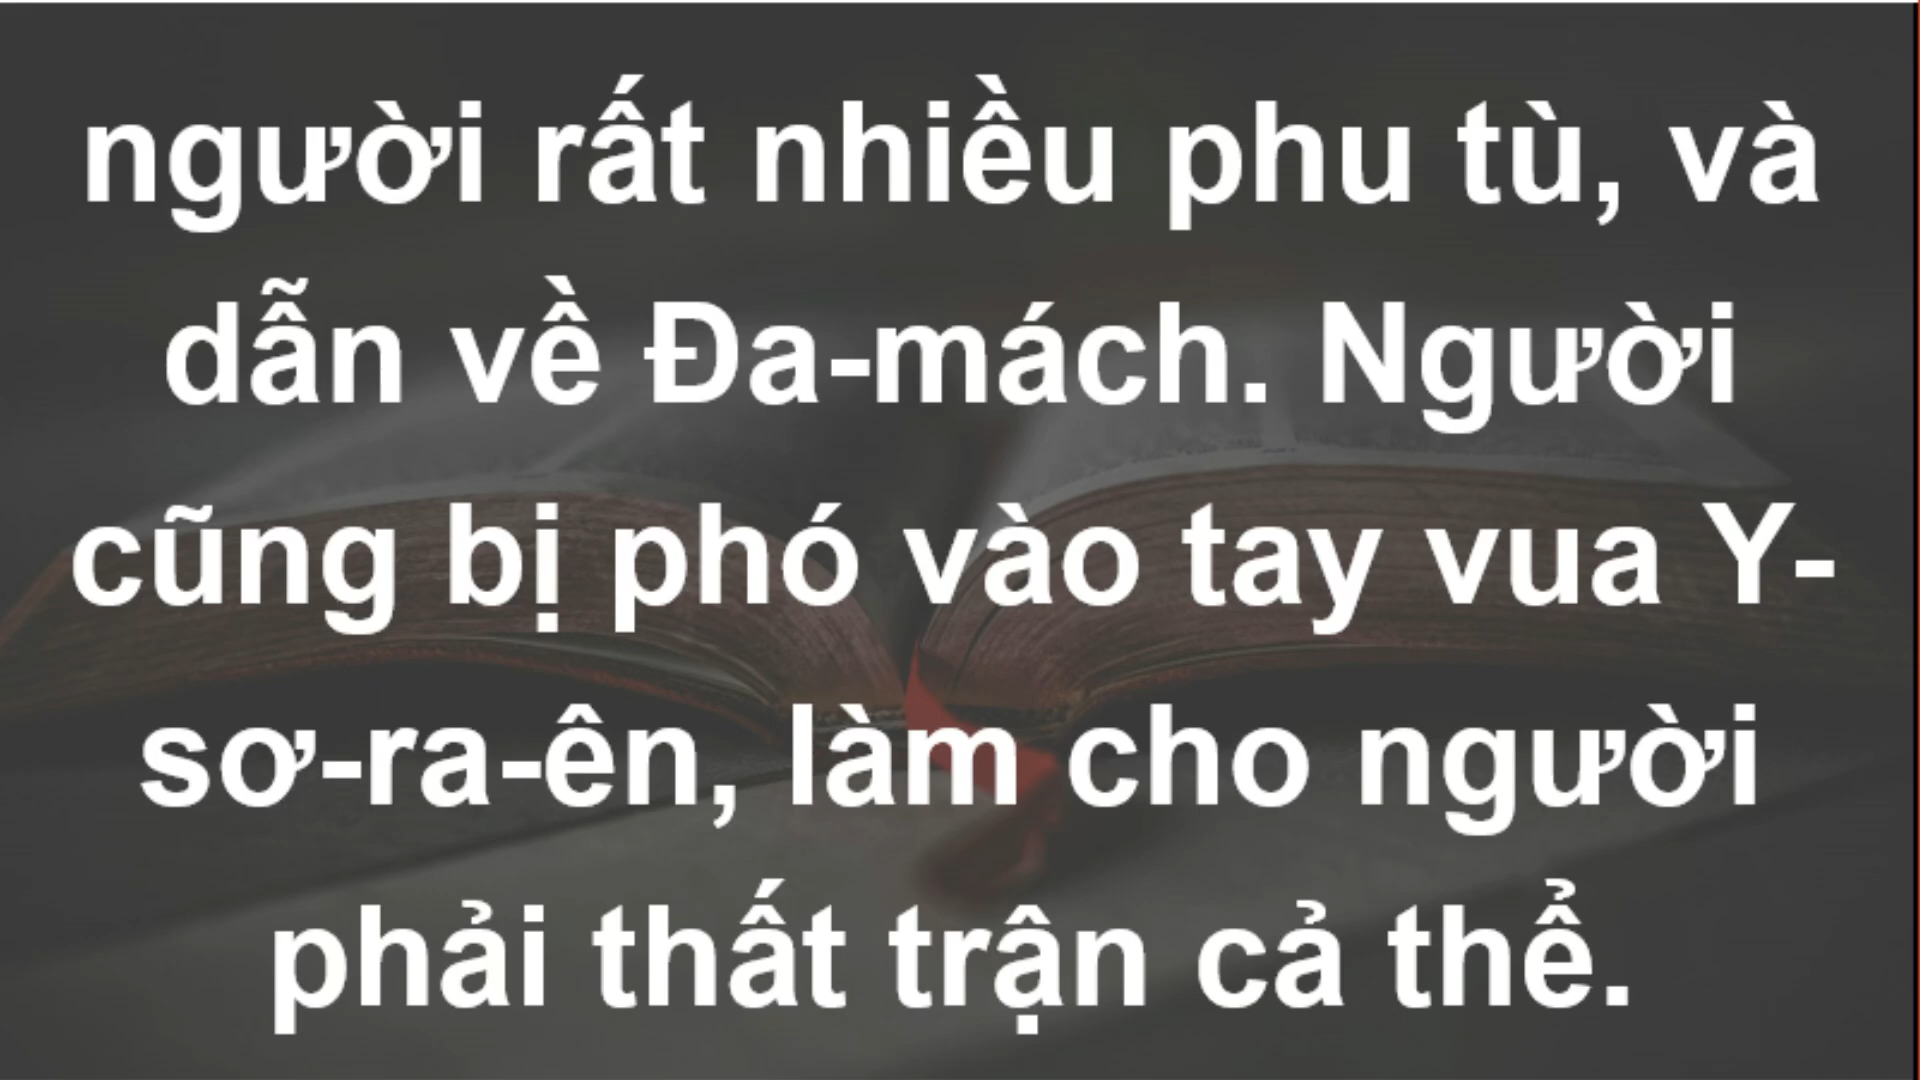 người rất nhiều phu tù, và
dẫn về Đa-mách. Người
cũng bị phó vào tay vua Y-
sơ-ra-ên, làm cho người
phải thất trận cả thể.